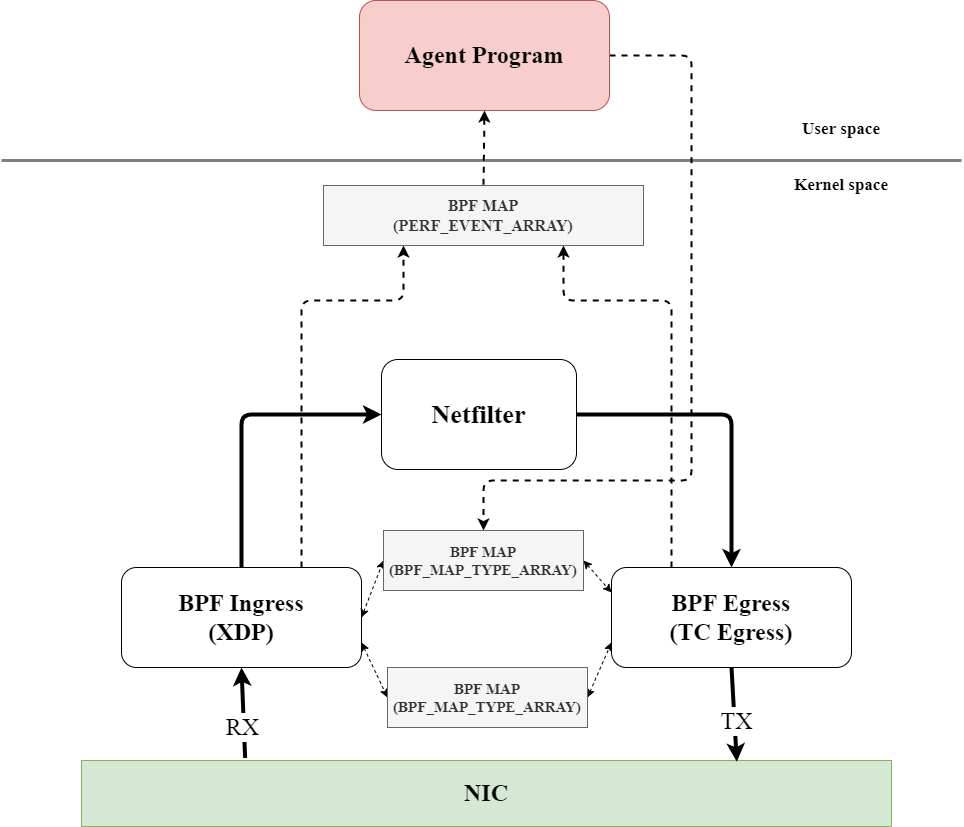 Agent Program
User space
Kernel space
BPF MAP
(PERF_EVENT_ARRAY)
Netfilter
BPF MAP
(BPF_MAP_TYPE_ARRAY)
BPF Ingress
(XDP)
BPF Egress
(TC Egress)
BPF MAP
(BPF_MAP_TYPE_ARRAY)
RX
TX
NIC